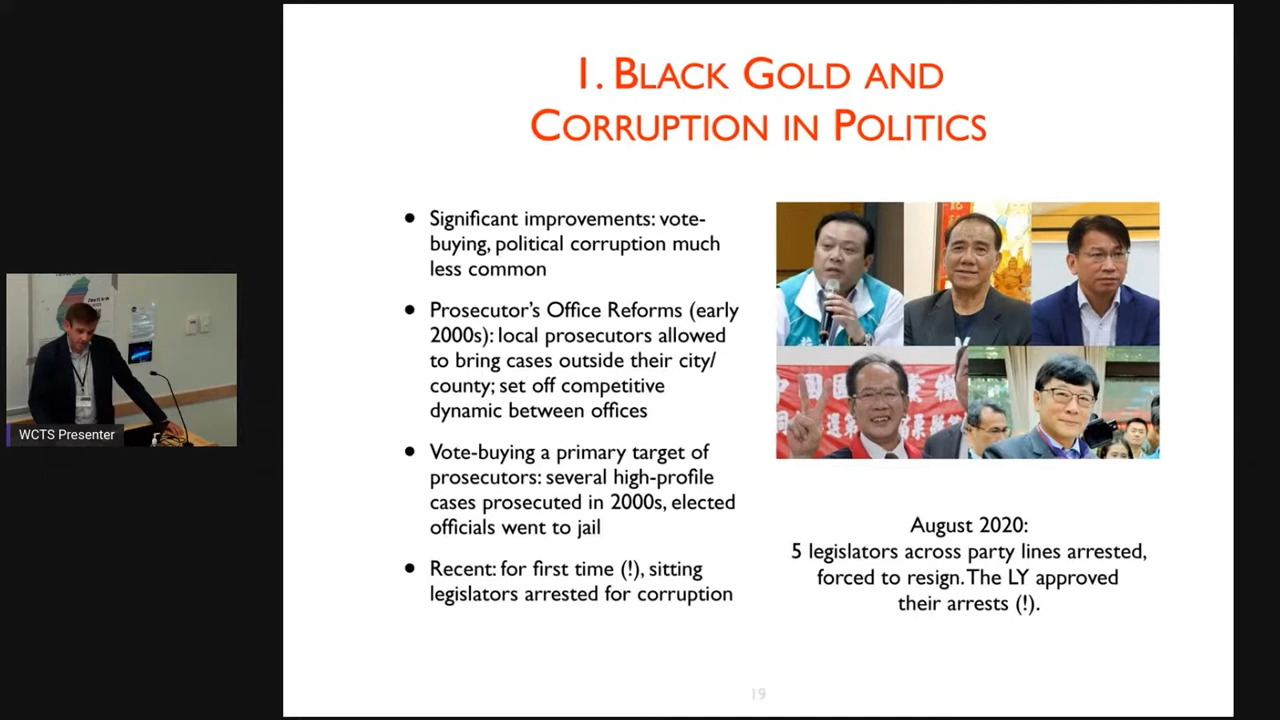 1. BLACK GOLD AND
CORRUPTION IN POLITICS
• Significant improvements: vote-
buying, political corruption much
less common
• Prosecutor's Office Reforms (early
2000s): local prosecutors allowed
to bring cases outside their city/
county; set off competitive
dynamic between offices
• Vote-buying a primary target of
prosecutors: several high-profile
cases prosecuted in 2000s, elected
officials went to jail
• Recent: for first time (!), sitting
legislators arrested for corruption
August 2020:
5 legislators across party lines arrested,
forced to resign. The LY approved
their arrests (!).
19
WCTS Presenter